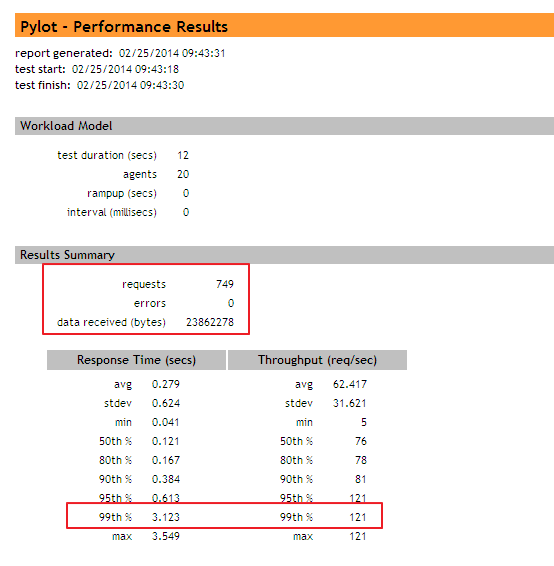 Pylot - Performance Results
report generated: 02/25/2014 09:43:31
test start: 02/25/2014 09:43:18
test finish: 02/25/2014 09:43:30
Workload Model
test duration (secs) 12
agents 20
rampup (secs) 0
interval (millisecs) 0
Results Summary
requests 749
errors 0
data received (bytes) 23862278
Response Time (secs) Throughput (req/sec)
avg 0.279 avg 62.417
stdev 0.624 stdev 31.621
min 0.041 min 5
50th % 0.121 50th % 76
80th % 0.167 80th % 78
90th % 0.384 90th % 81
95th % 0.613 95th % 121
99th % 3.123 99th % 121
max 3.549 max 121